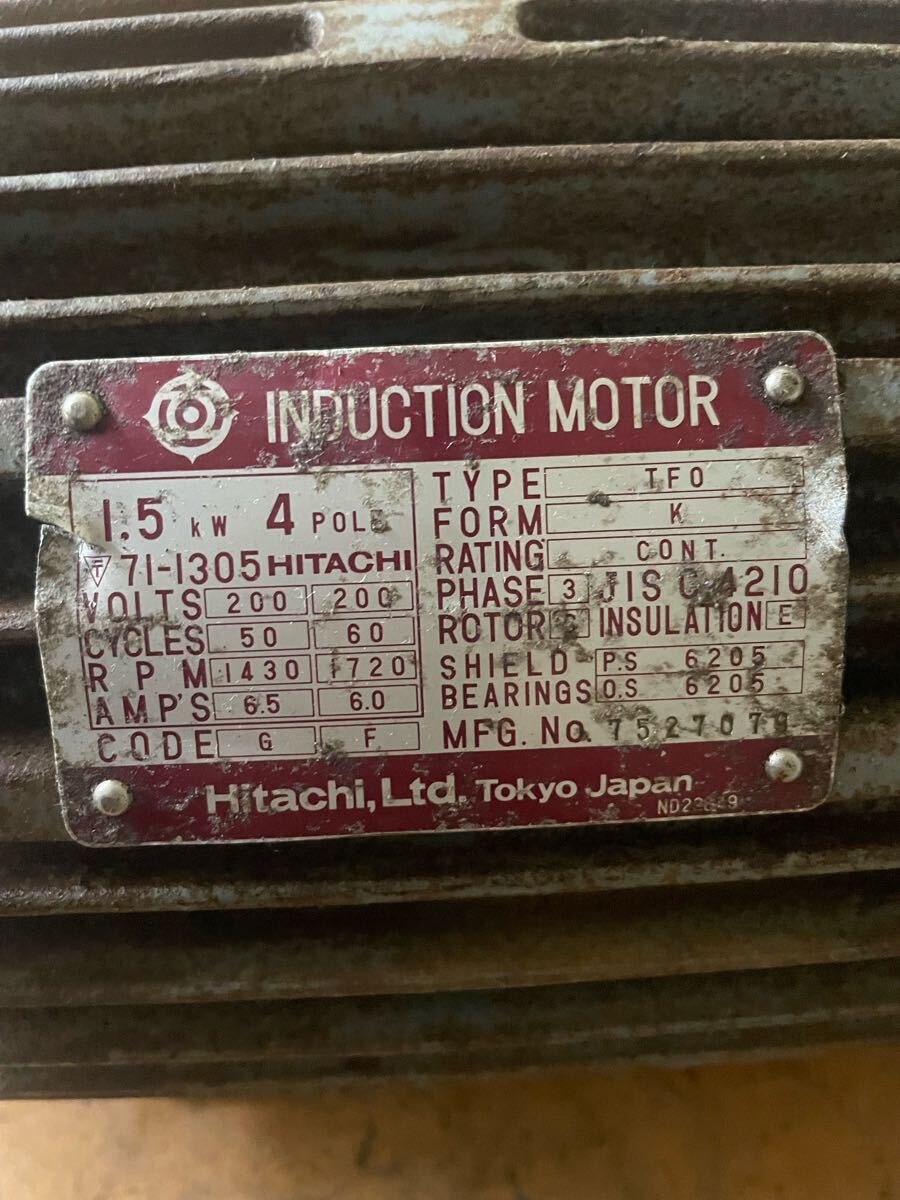 INDUCTION MOTOR
1.5 KW 4 POLE
71-1305 HITACHI
VOLTS 200 200
CYCLES 50 60
RPM 1430 1720
AMP'S 6.5 6.0
CODE G F
TYPE TFO
FORM K
RATING CONT.
PHASE 3 JIS C 4210
ROTOR INSULATION E
SHIELD BEARINGS
P.S 6205
O.S 6205
MFG. NO.
Hitachi, Ltd. Tokyo Japan